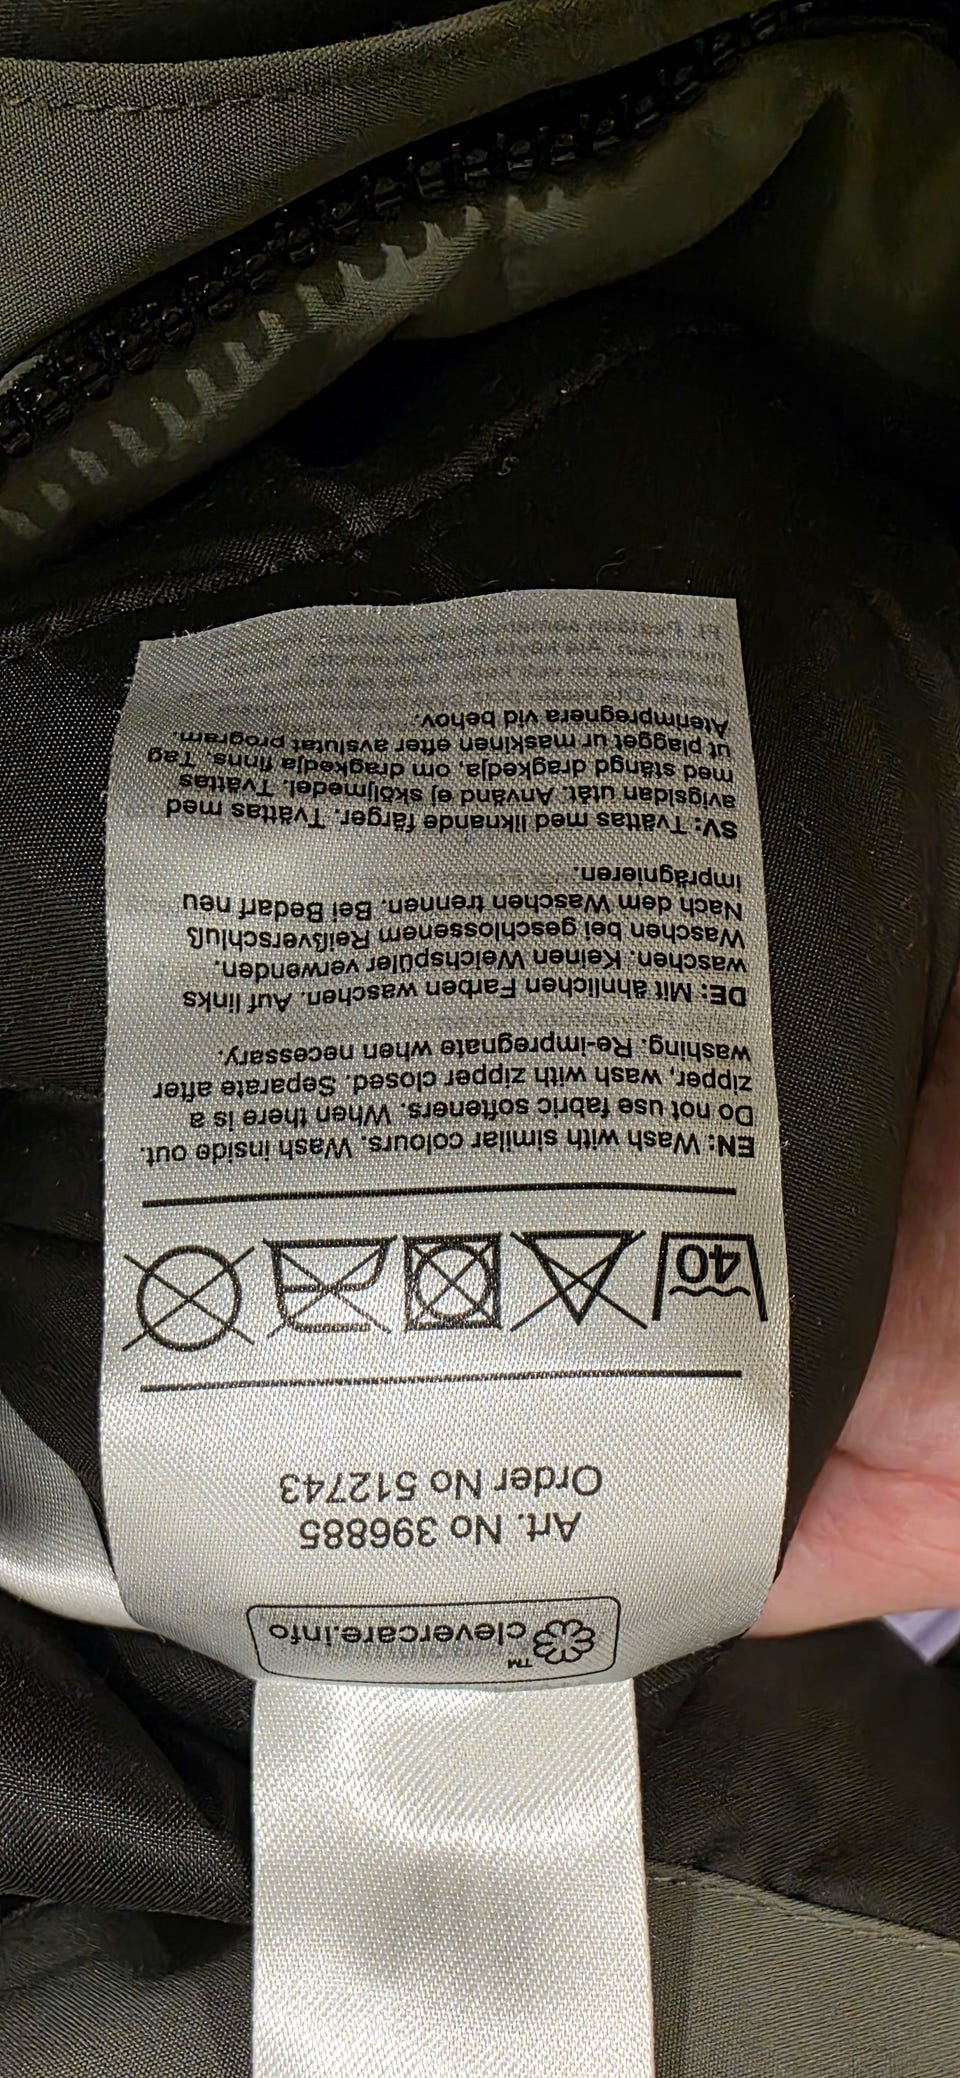 clevercare.info™
Art. No 396885
Order No 512743
40
EN: Wash with similar colours. Wash inside out.
Do not use fabric softeners. When there is a
zipper, wash with zipper closed. Separate after
washing. Re-impregnate when necessary.
DE: Mit ähnlichen Farben waschen. Auf links
waschen. Keinen Weichspüler verwenden.
Waschen bei geschlossenem Reißverschluß
Nach dem Waschen trennen. Bei Bedarf neu
imprägnieren.
SV: Tvättas med liknande färger. Tvättas med
avigsidan utåt. Använd ej sköljmedel. Tvättas
med stängd dragkedja, om dragkedja finns. Tag
ut plagget ur maskinen efter avslutat program.
Återimpregnera vid behov.